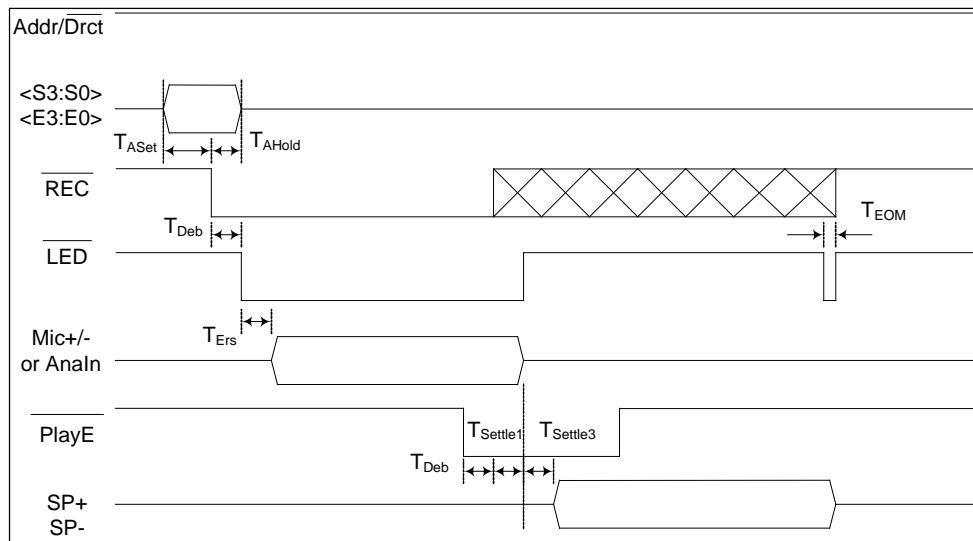 Addr/Drct
<S3:S0>
<E3:E0>
TASet
TAHold
REC
TDeb
TEOM
LED
TErs
Mic+/-
or AnaIn
PlayE
TSettle1
TSettle3
TDeb
SP+
SP-